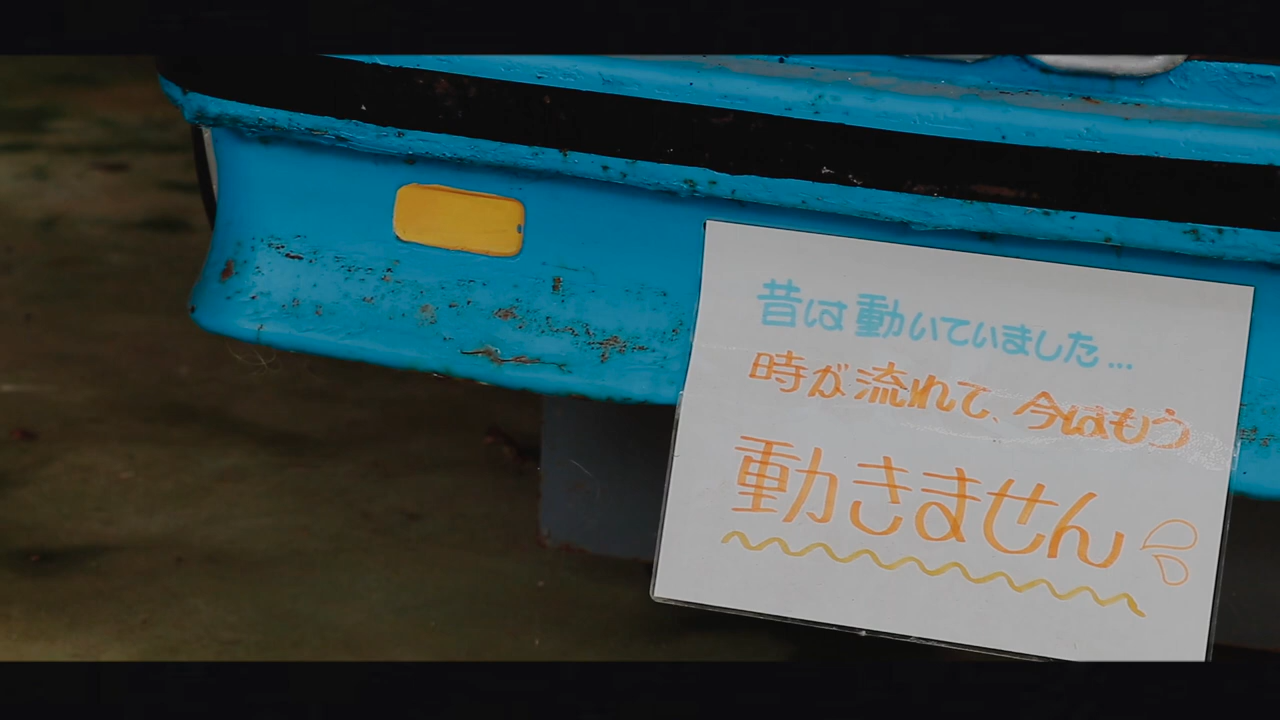 昔は動いていました…
時が流れて、今はもう
動きません